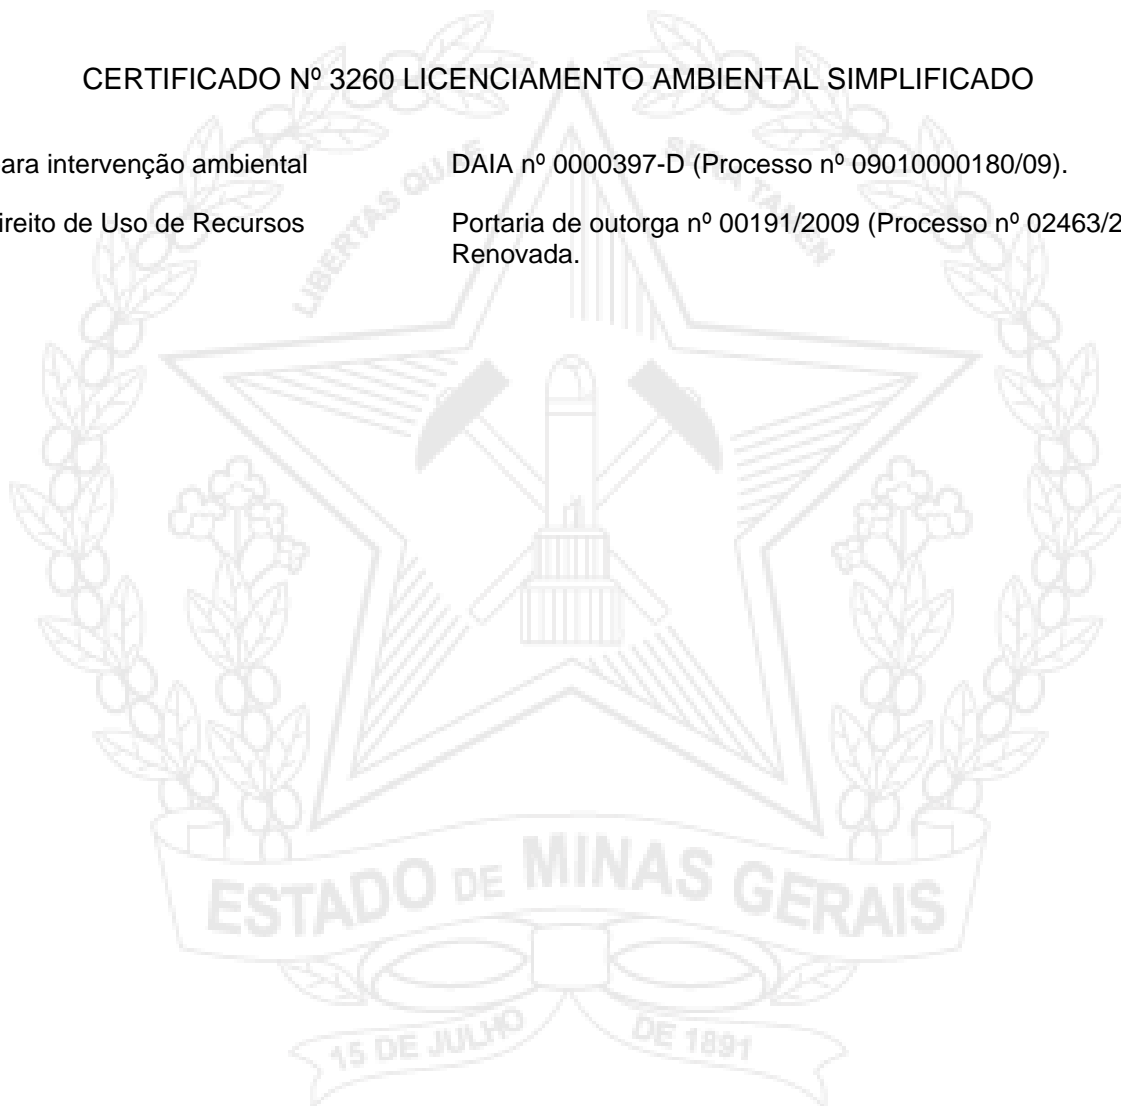 CERTIFICADO Nº 3260 LICENCIAMENTO AMBIENTAL SIMPLIFICADO
ara intervenção ambiental DAIA nº 0000397-D (Processo nº 09010000180/09).
ireito de Uso de Recursos Portaria de outorga nº 00191/2009 (Processo nº 02463/2
Renovada.
LIBERTAS QUÆ SERA TAMEN
ESTADO DE MINAS GERAIS
15 DE JULHO DE 1891